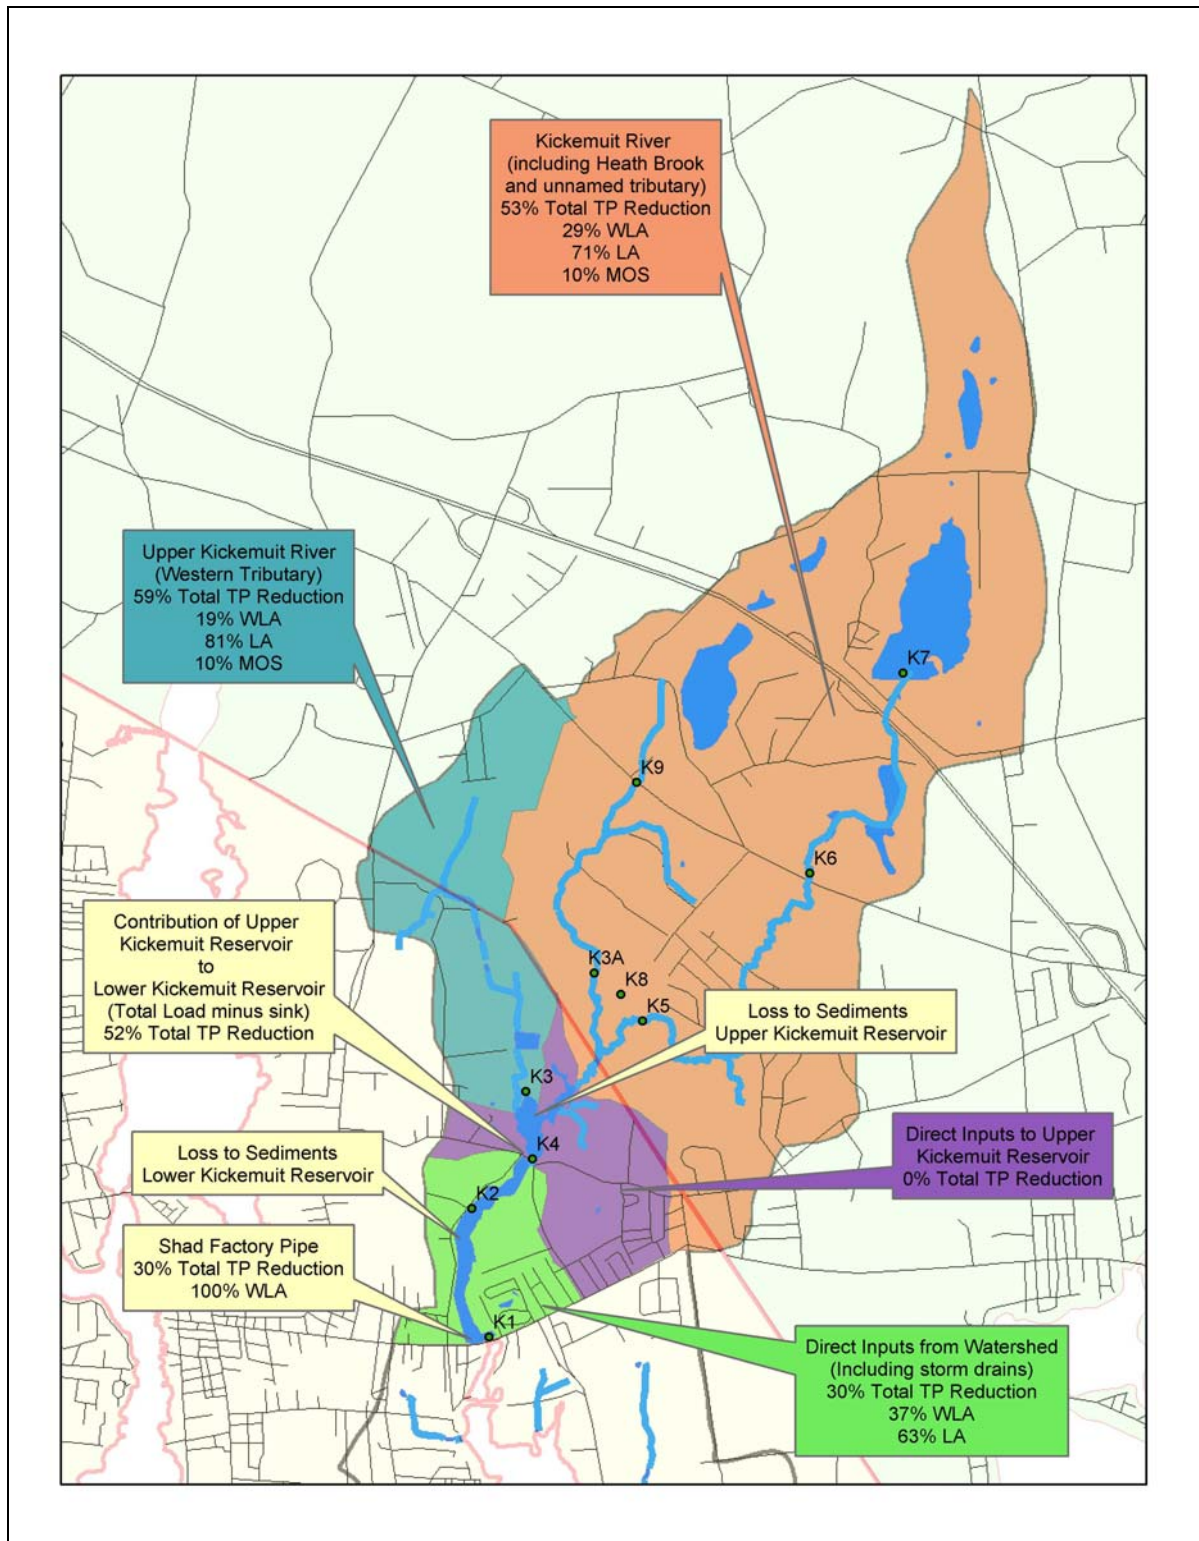 Kickemuit River
(including Heath Brook
and unnamed tributary)
53% Total TP Reduction
29% WLA
71% LA
10% MOS
Upper Kickemuit River
(Western Tributary)
59% Total TP Reduction
19% WLA
81% LA
10% MOS
K7
K9
K6
Contribution of Upper
Kickemuit Reservoir
to
Lower Kickemuit Reservoir
(Total Load minus sink)
52% Total TP Reduction
K3A
K8
K5
Loss to Sediments
Upper Kickemuit Reservoir
K3
K4
Direct Inputs to Upper
Kickemuit Reservoir
0% Total TP Reduction
Loss to Sediments
Lower Kickemuit Reservoir
K2
Shad Factory Pipe
30% Total TP Reduction
100% WLA
K1
Direct Inputs from Watershed
(Including storm drains)
30% Total TP Reduction
37% WLA
63% LA